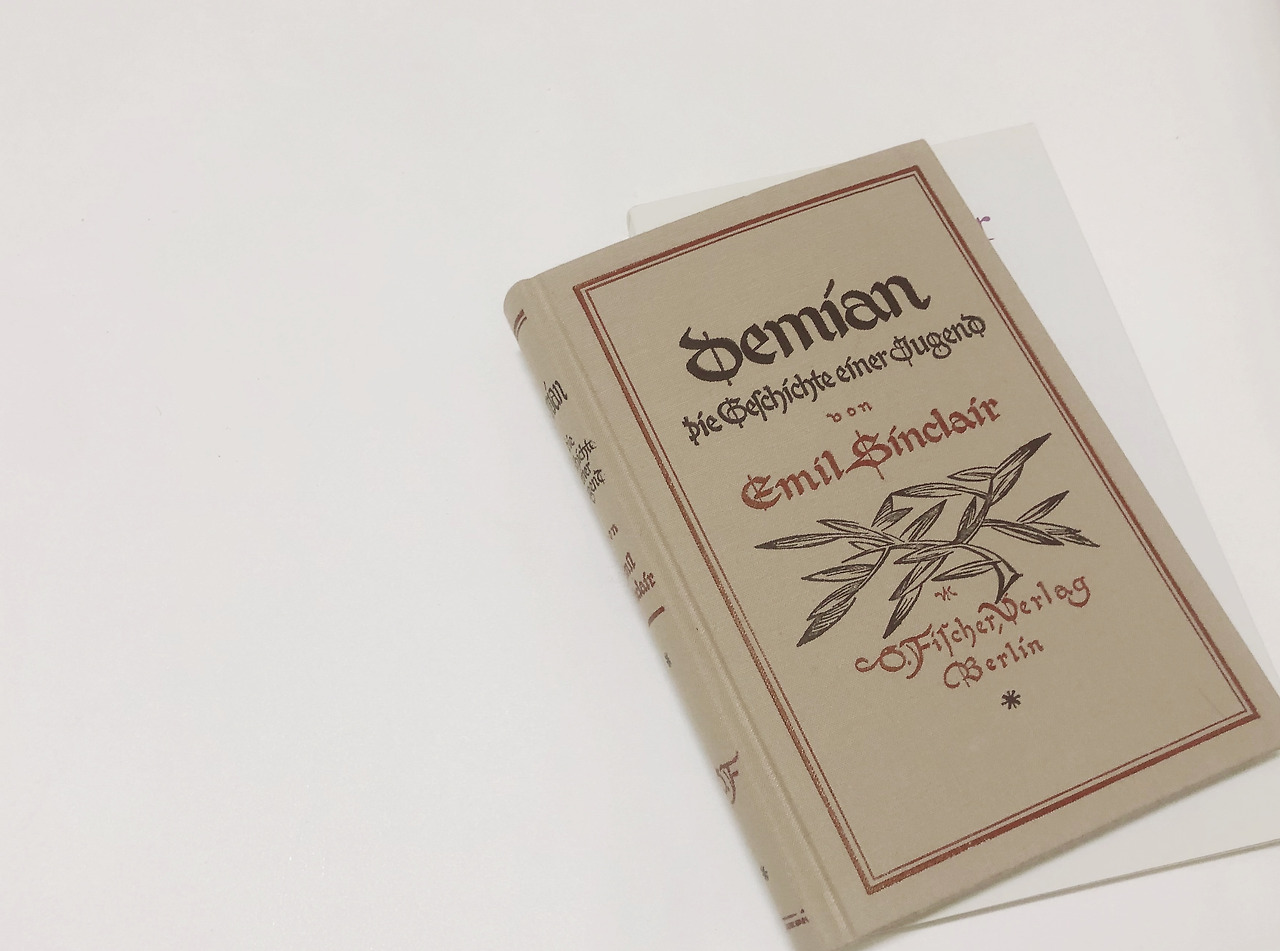 Demian
Die Geschichte einer Jugend
von
Emil Sinclair
S. Fischer, Verlag
Berlin
*